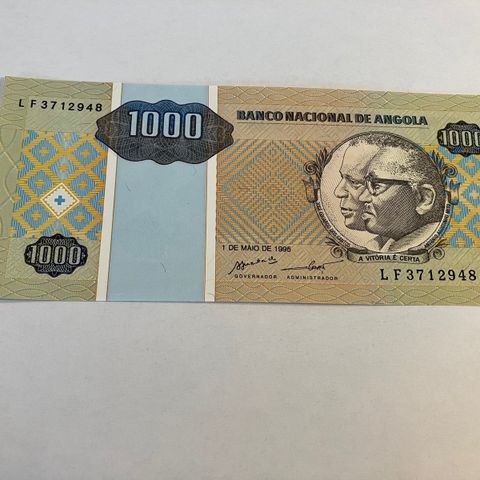 LF3712948
1000
BANCO NACIONAL DE ANGOLA
1000
1 DE MAIO DE 1995
GOVERNADOR ADMINISTRADOR
A VITÓRIA É CERTA
1000
LF3712948